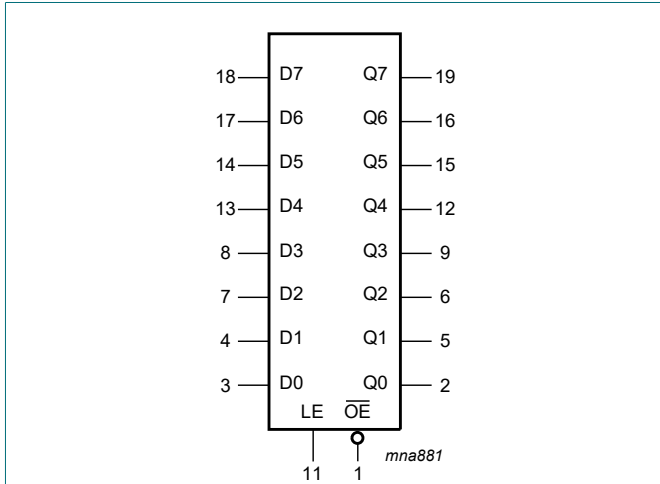 18 D7 Q7 19
17 D6 Q6 16
14 D5 Q5 15
13 D4 Q4 12
8 D3 Q3 9
7 D2 Q2 6
4 D1 Q1 5
3 D0 Q0 2
LE O̅E̅
mna881
11 1